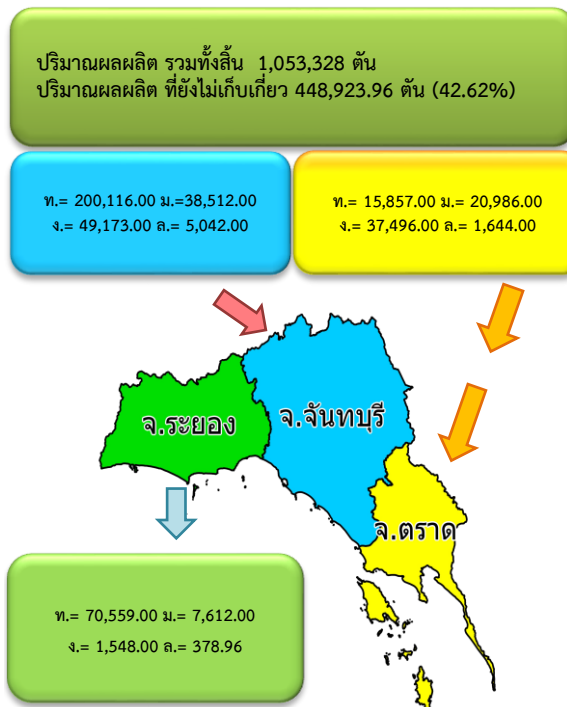 ปริมาณผลผลิต รวมทั้งสิ้น 1,053,328 ตัน
ปริมาณผลผลิต ที่ยังไม่เก็บเกี่ยว 448,923.96 ตัน (42.62%)
ท.= 200,116.00 ม.=38,512.00
ง.= 49,173.00 ล.= 5,042.00
ท.= 15,857.00 ม.= 20,986.00
ง.= 37,496.00 ล.= 1,644.00
จ.ระยอง
จ.จันทบุรี
จ.ตราด
ท.= 70,559.00 ม.= 7,612.00
ง.= 1,548.00 ล.= 378.96